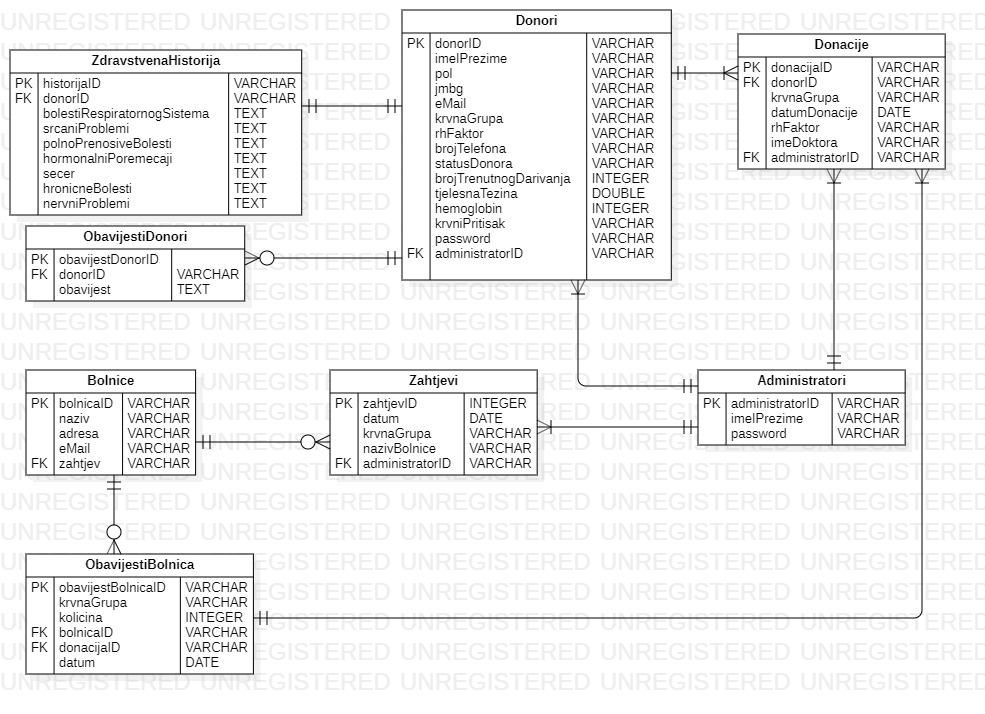 Donori
PK donorID VARCHAR
imeIPrezime VARCHAR
pol VARCHAR
jmbg VARCHAR
eMail VARCHAR
krvnaGrupa VARCHAR
rhFaktor VARCHAR
brojTelefona VARCHAR
statusDonora VARCHAR
brojTrenutnogDarivanja INTEGER
tjelesnaTezina DOUBLE
hemoglobin INTEGER
krvniPritisak VARCHAR
password VARCHAR
FK administratorID VARCHAR
Donacije
PK donacijaID VARCHAR
FK donorID VARCHAR
krvnaGrupa VARCHAR
datumDonacije DATE
rhFaktor VARCHAR
imeDoktora VARCHAR
FK administratorID VARCHAR
ZdravstvenaHistorija
PK historijaID VARCHAR
FK donorID VARCHAR
bolestiRespiratornogSistema TEXT
srcaniProblemi TEXT
polnoPrenosiveBolesti TEXT
hormonalniPoremecaji TEXT
secer TEXT
hronicneBolesti TEXT
nervniProblemi TEXT
ObavijestiDonori
PK obavijestDonorID
FK donorID VARCHAR
obavijest TEXT
Bolnice
PK bolnicaID VARCHAR
naziv VARCHAR
adresa VARCHAR
eMail VARCHAR
FK zahtjev VARCHAR
Zahtjevi
PK zahtjevID INTEGER
datum DATE
krvnaGrupa VARCHAR
nazivBolnice VARCHAR
FK administratorID VARCHAR
Administratori
PK administratorID VARCHAR
imeIPrezime VARCHAR
password VARCHAR
ObavijestiBolnica
PK obavijestBolnicaID VARCHAR
krvnaGrupa VARCHAR
kolicina INTEGER
FK bolnicaID VARCHAR
FK donacijaID VARCHAR
datum DATE
UNREGISTERED